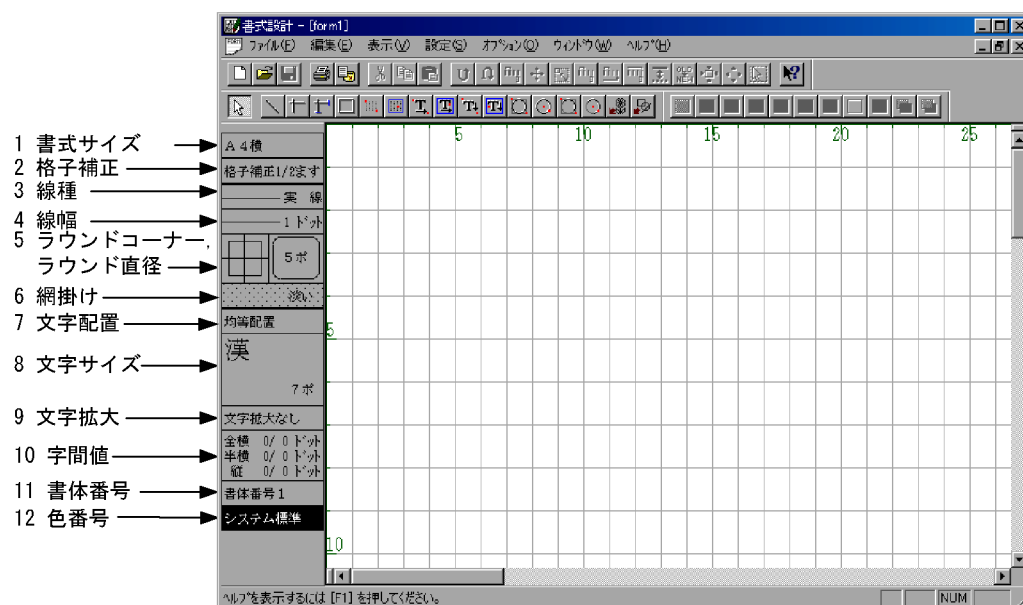 書式設計 - [form1]
ファイル(F) 編集(E) 表示(V) 設定(S) オプション(O) ウィンドウ(W) ヘルプ(H)
5 10 15 20 25
1 書式サイズ
A4横
2 格子補正
格子補正1/2ます
3 線種
実 線
4 線幅
1 ドット
5 ラウンドコーナー,
ラウンド直径
5ポ
6 網掛け
淡い
7 文字配置
均等配置
5
8 文字サイズ
漢
7ポ
9 文字拡大
文字拡大なし
10 字間値
全横 0/ 0 ドット
半横 0/ 0 ドット
縦 0/ 0 ドット
11 書体番号
書体番号1
12 色番号
システム標準
10
ヘルプを表示するには [F1] を押してください。
NUM